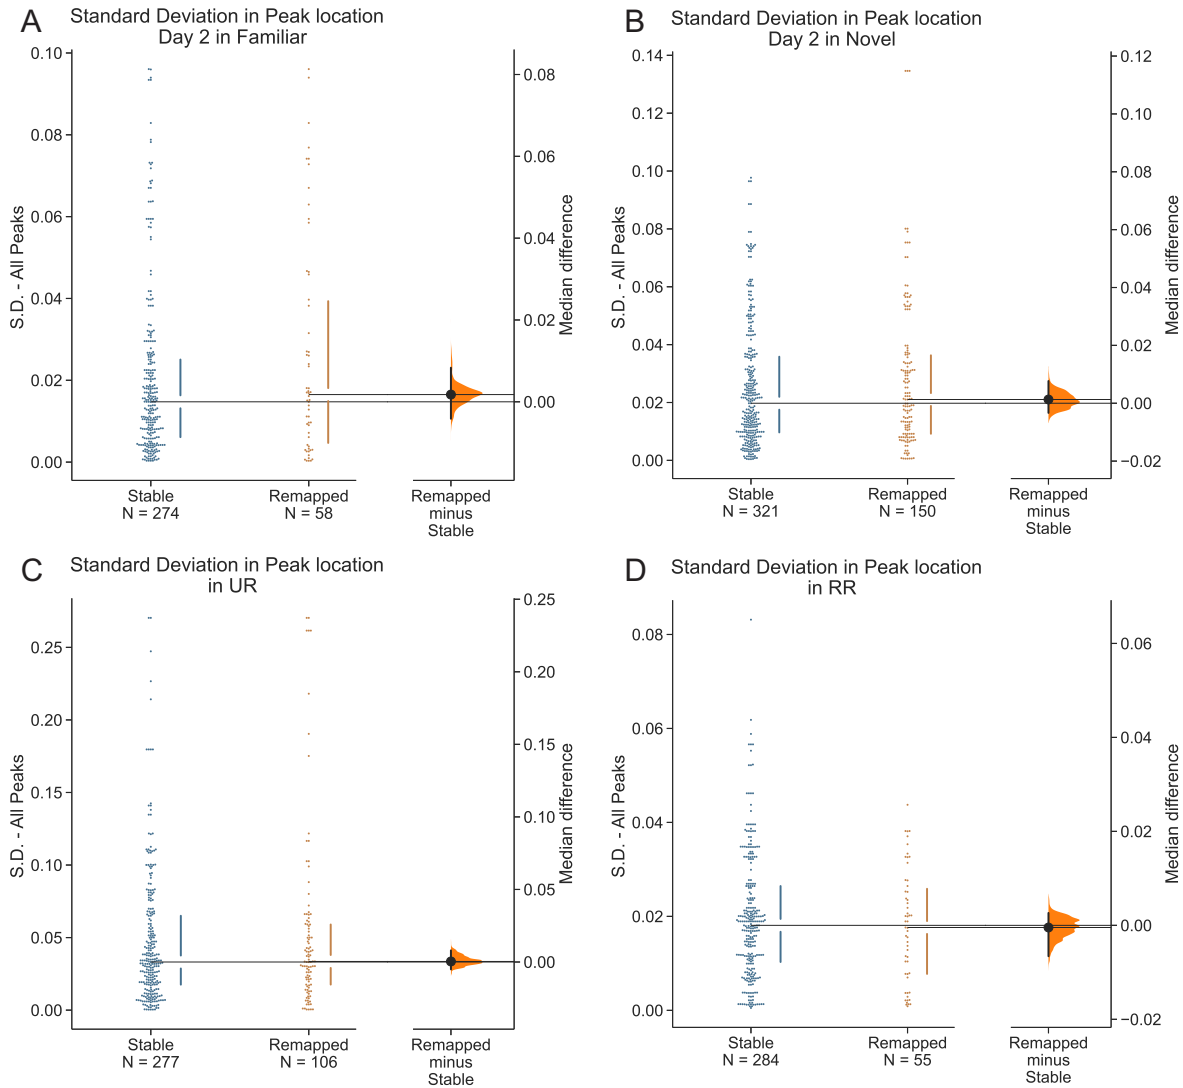 A
Standard Deviation in Peak location
Day 2 in Familiar
S.D. - All Peaks
0.10
0.08
0.06
0.04
0.02
0.00
Median difference
0.08
0.06
0.04
0.02
0.00
Stable
N = 274
Remapped
N = 58
Remapped
minus
Stable
B
Standard Deviation in Peak location
Day 2 in Novel
S.D. - All Peaks
0.14
0.12
0.10
0.08
0.06
0.04
0.02
0.00
Median difference
0.12
0.10
0.08
0.06
0.04
0.02
0.00
−0.02
Stable
N = 321
Remapped
N = 150
Remapped
minus
Stable
C
Standard Deviation in Peak location
in UR
S.D. - All Peaks
0.25
0.20
0.15
0.10
0.05
0.00
Median difference
0.25
0.20
0.15
0.10
0.05
0.00
Stable
N = 277
Remapped
N = 106
Remapped
minus
Stable
D
Standard Deviation in Peak location
in RR
S.D. - All Peaks
0.08
0.06
0.04
0.02
0.00
Median difference
0.06
0.04
0.02
0.00
−0.02
Stable
N = 284
Remapped
N = 55
Remapped
minus
Stable